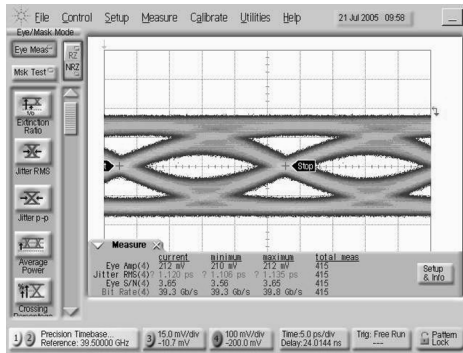 File Control Setup Measure Calibrate Utilities Help 21 Jul 2005 09:58
Eye/Mask Mode
Eye Meas
RZ
NRZ
Msk Test
Extinction
Ratio
Jitter RMS
Jitter p-p
Average
Power
Crossing
Stop
Measure
current minimum maximum total meas
Eye Amp(4) 212 mV 210 mV 212 mV 415
Jitter RMS(4)? 1.120 ps ? 1.106 ps ? 1.135 ps 415
Eye S/N(4) 3.65 3.56 3.65 415
Bit Rate(4) 39.3 Gb/s 39.3 Gb/s 39.8 Gb/s 415
Setup
& Info
1 2 Precision Timebase...
Reference: 39.50000 GHz
3 15.0 mV/div
-10.7 mV
4 100 mV/div
-200.0 mV
Time:5.0 ps/div
Delay:24.0144 ns
Trig: Free Run
---
Pattern
Lock